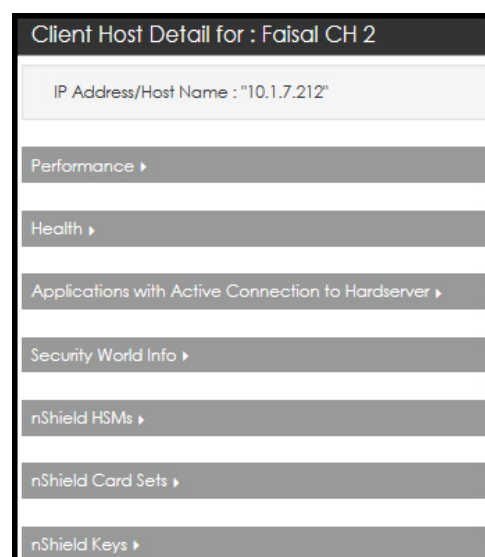 Client Host Detail for : Faisal CH 2
IP Address/Host Name : "10.1.7.212"
Performance
Health
Applications with Active Connection to Hardserver
Security World Info
nShield HSMs
nShield Card Sets
nShield Keys